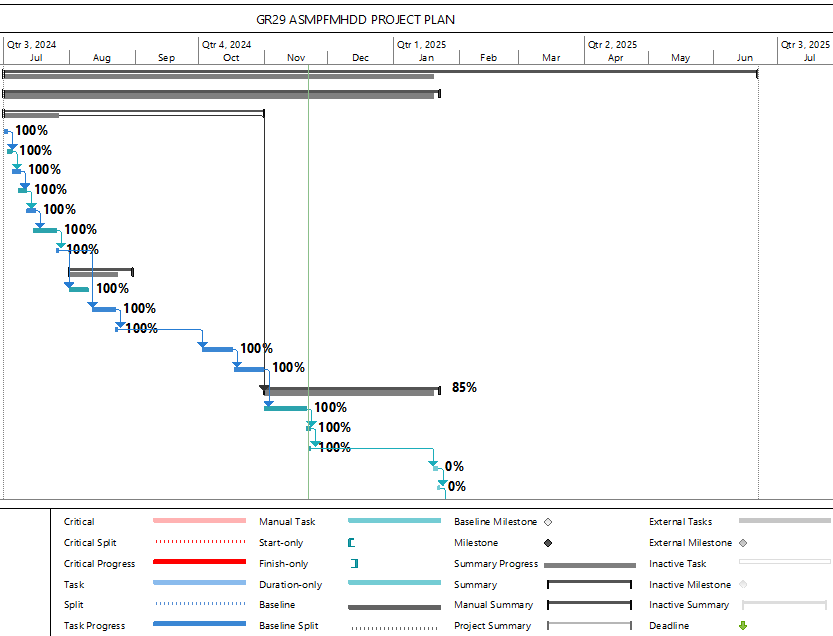 GR29 ASMPFMHDD PROJECT PLAN
Qtr 3, 2024 Qtr 4, 2024 Qtr 1, 2025 Qtr 2, 2025 Qtr 3, 2025
Jul Aug Sep Oct Nov Dec Jan Feb Mar Apr May Jun Jul
100%
100%
100%
100%
100%
100%
100%
100%
100%
100%
100%
100%
85%
100%
100%
100%
0%
0%
Critical Manual Task Baseline Milestone External Tasks
Critical Split Start-only Milestone External Milestone
Critical Progress Finish-only Summary Progress Inactive Task
Task Duration-only Summary Inactive Milestone
Split Baseline Manual Summary Inactive Summary
Task Progress Baseline Split Project Summary Deadline